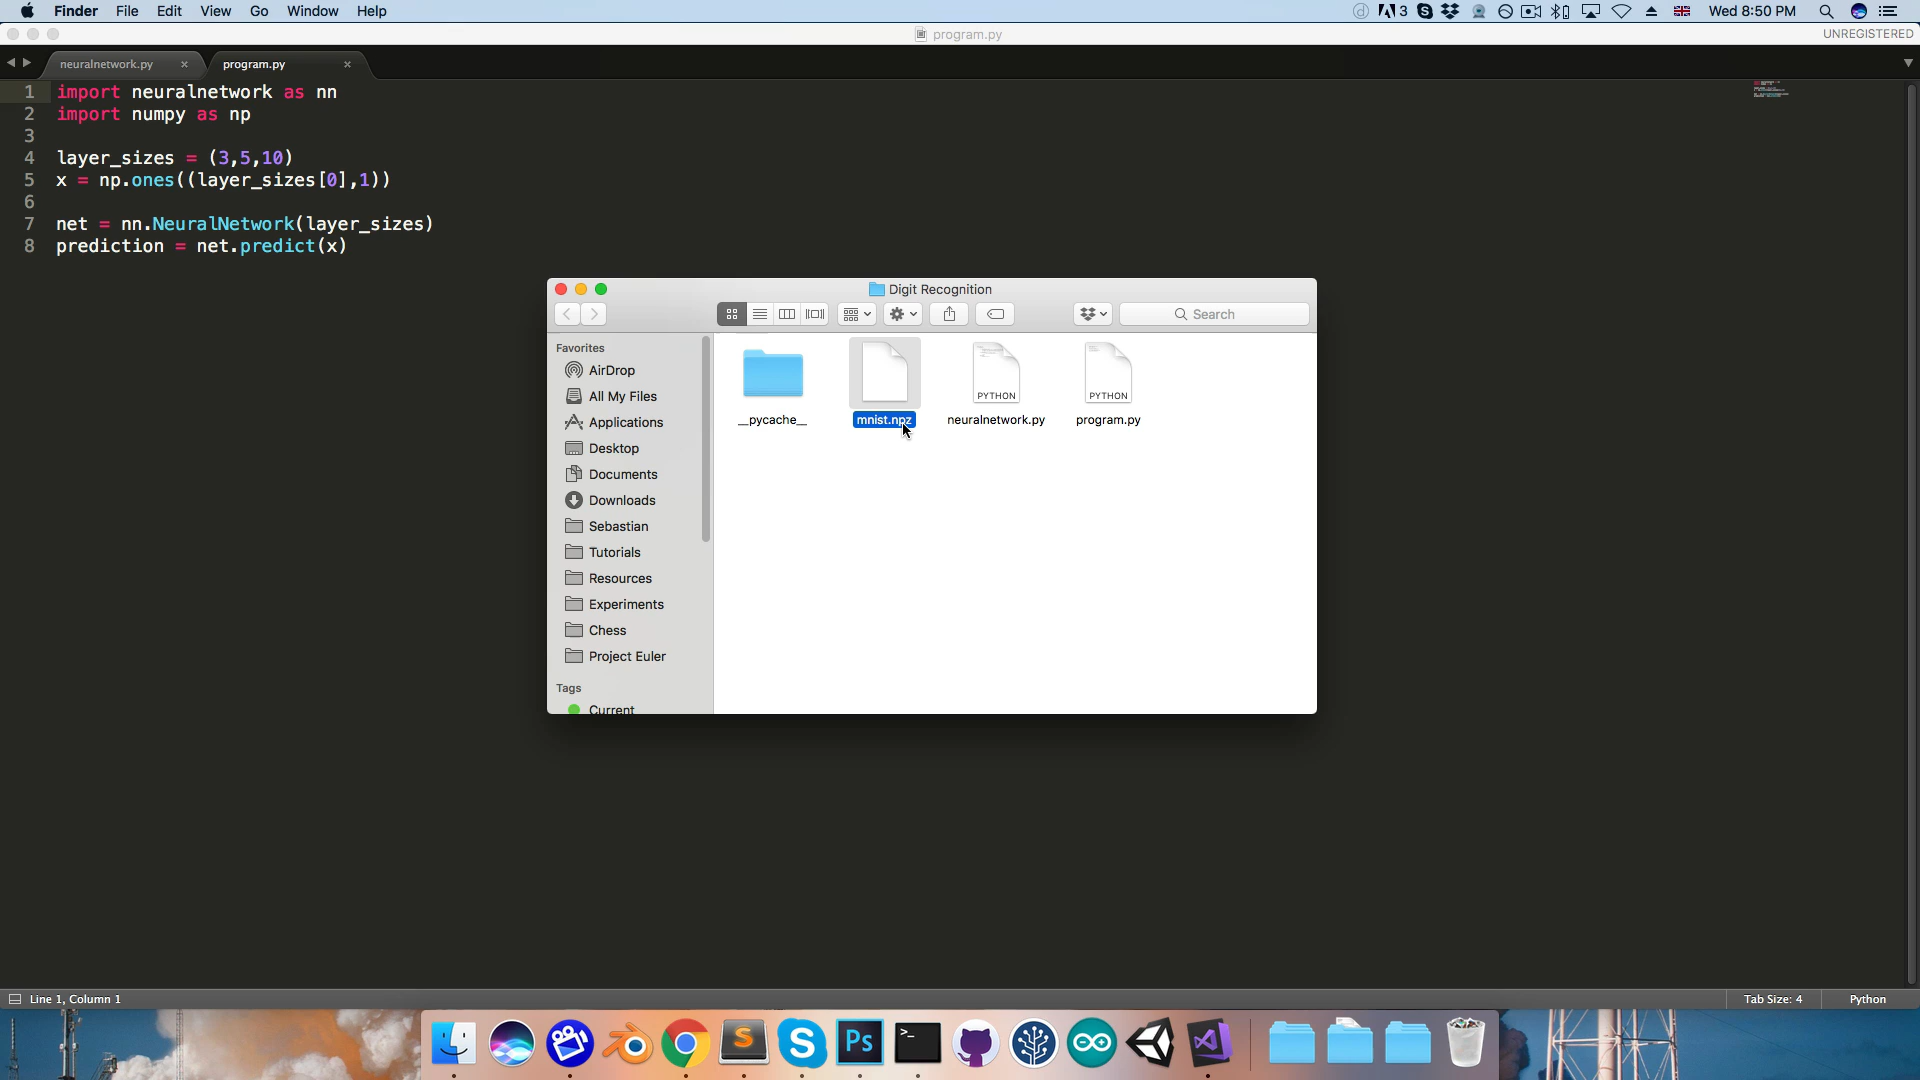 Finder File Edit View Go Window Help
3 Wed 8:50 PM
program.py
UNREGISTERED
neuralnetwork.py × program.py ×
1 import neuralnetwork as nn
2 import numpy as np
3
4 layer_sizes = (3,5,10)
5 x = np.ones((layer_sizes[0],1))
6
7 net = nn.NeuralNetwork(layer_sizes)
8 prediction = net.predict(x)
Digit Recognition
Search
Favorites
AirDrop
All My Files
Applications
Desktop
Documents
Downloads
Sebastian
Tutorials
Resources
Experiments
Chess
Project Euler
Tags
Current
PYTHON
PYTHON
__pycache__ mnist.npz neuralnetwork.py program.py
Line 1, Column 1
Tab Size: 4
Python
S
Ps
>_